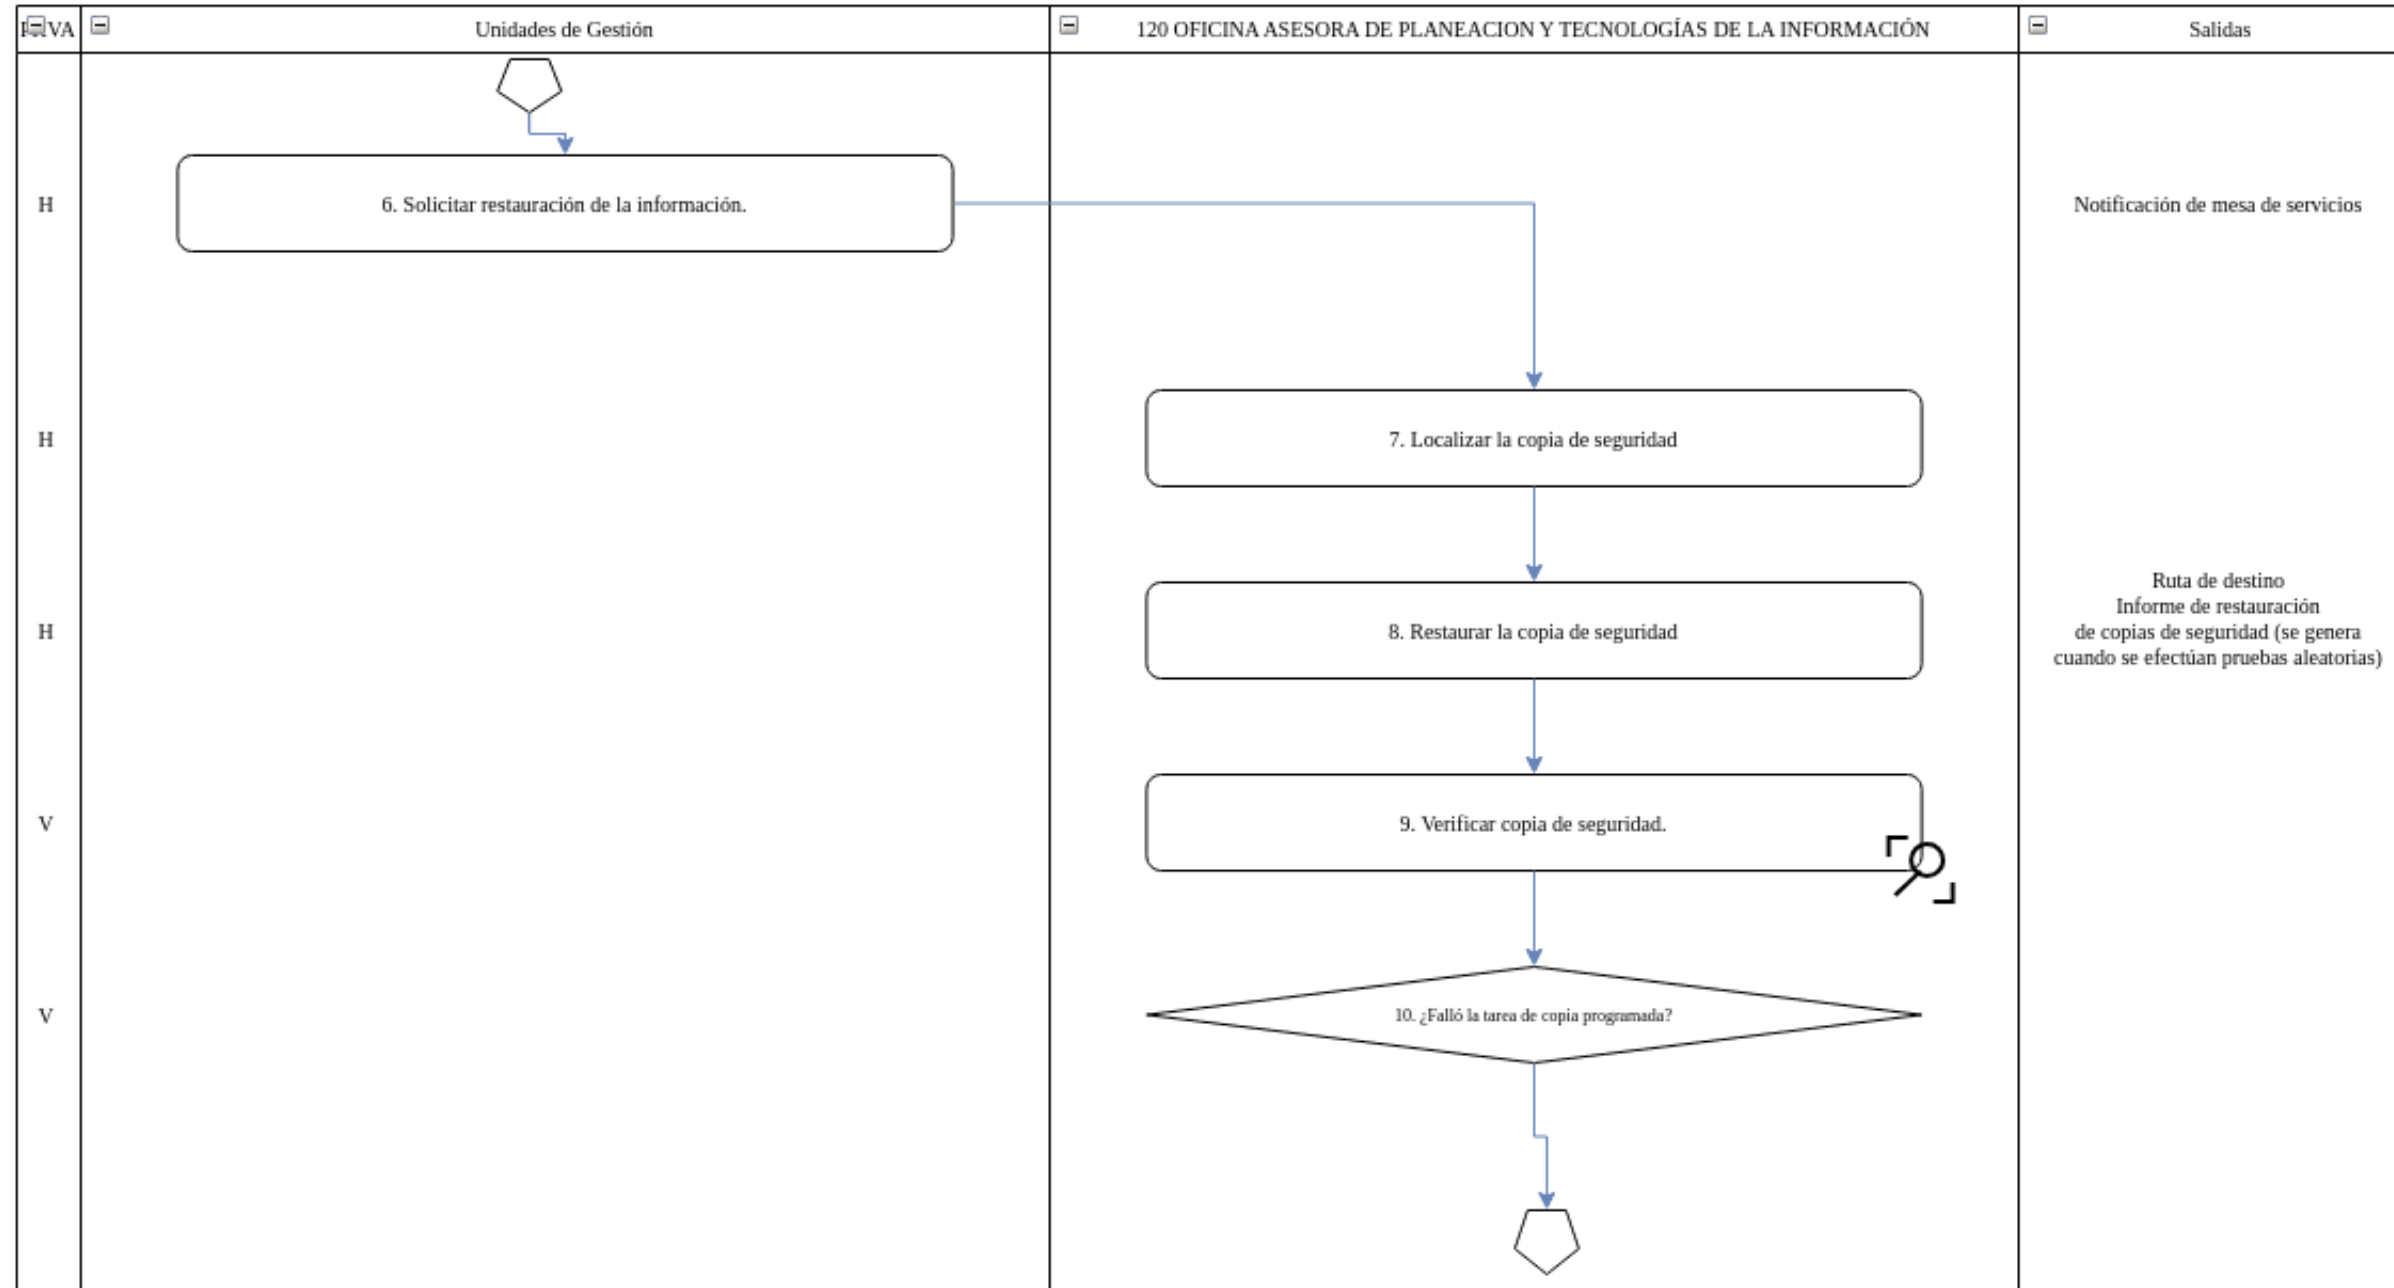 Unidades de Gestión
120 OFICINA ASESORA DE PLANEACION Y TECNOLOGÍAS DE LA INFORMACIÓN
Salidas
H
6. Solicitar restauración de la información.
Notificación de mesa de servicios
H
7. Localizar la copia de seguridad
H
8. Restaurar la copia de seguridad
Ruta de destino
Informe de restauración
de copias de seguridad (se genera
cuando se efectúan pruebas aleatorias)
V
9. Verificar copia de seguridad.
V
10. ¿Falló la tarea de copia programada?